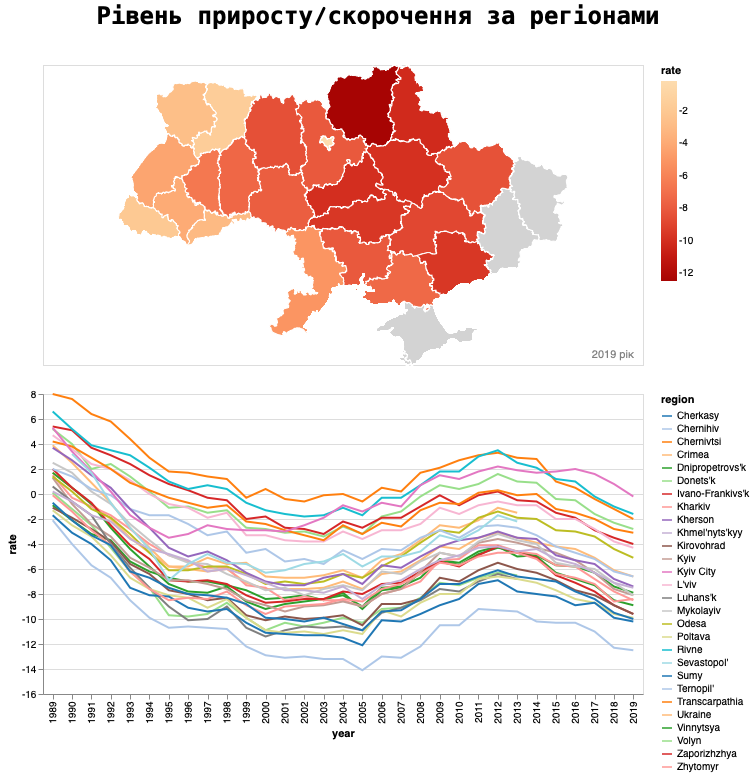 Рівень приросту/скорочення за регіонами
rate
-2
-4
-6
-8
-10
-12
2019 рік
8
6
4
2
0
-2
-4
-6
-8
-10
-12
-14
-16
rate
1989 1990 1991 1992 1993 1994 1995 1996 1997 1998 1999 2000 2001 2002 2003 2004 2005 2006 2007 2008 2009 2010 2011 2012 2013 2014 2015 2016 2017 2018 2019
year
region
Cherkasy
Chernihiv
Chernivtsi
Crimea
Dnipropetrovs'k
Donets'k
Ivano-Frankivs'k
Kharkiv
Kherson
Khmel'nyts'kyy
Kirovohrad
Kyiv
Kyiv City
L'viv
Luhans'k
Mykolayiv
Odesa
Poltava
Rivne
Sevastopol'
Sumy
Ternopil'
Transcarpathia
Ukraine
Vinnytsya
Volyn
Zaporizhzhya
Zhytomyr